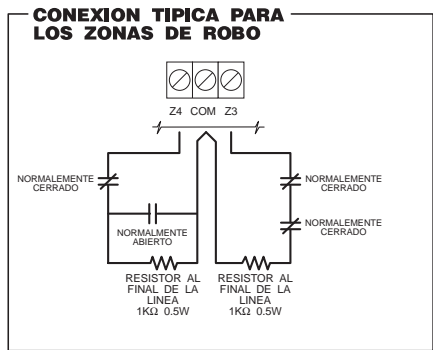 CONEXION TIPICA PARA
LOS ZONAS DE ROBO
Z4 COM Z3
NORMALEMENTE
CERRADO
NORMALMENTE
ABIERTO
NORMALEMENTE
CERRADO
NORMALEMENTE
CERRADO
RESISTOR AL
FINAL DE LA
LINEA
1KΩ 0.5W
RESISTOR AL
FINAL DE LA
LINEA
1KΩ 0.5W